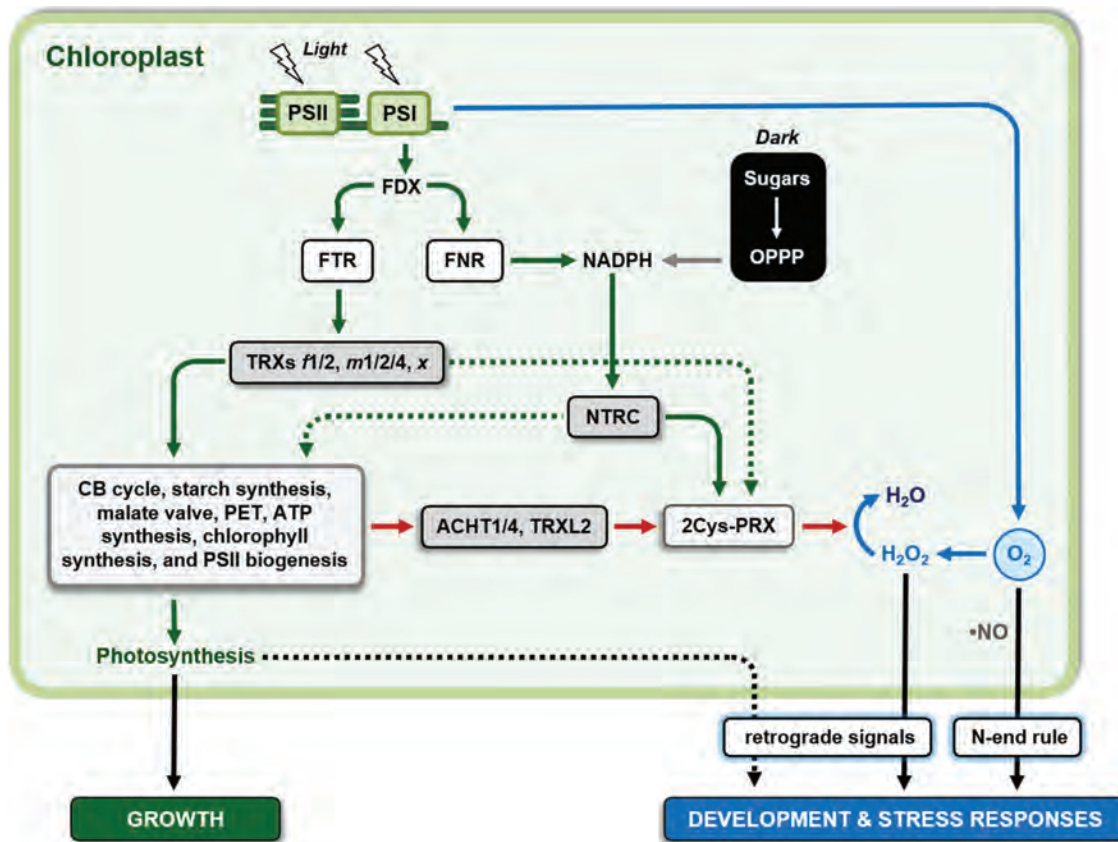 Chloroplast
Light
PSII
PSI
Dark
Sugars
OPPP
FDX
FTR
FNR
NADPH
TRXs f1/2, m1/2/4, x
NTRC
CB cycle, starch synthesis,
malate valve, PET, ATP
synthesis, chlorophyll
synthesis, and PSII biogenesis
ACHT1/4, TRXL2
2Cys-PRX
H₂O
H₂O₂
O₂
•NO
Photosynthesis
retrograde signals
N-end rule
GROWTH
DEVELOPMENT & STRESS RESPONSES